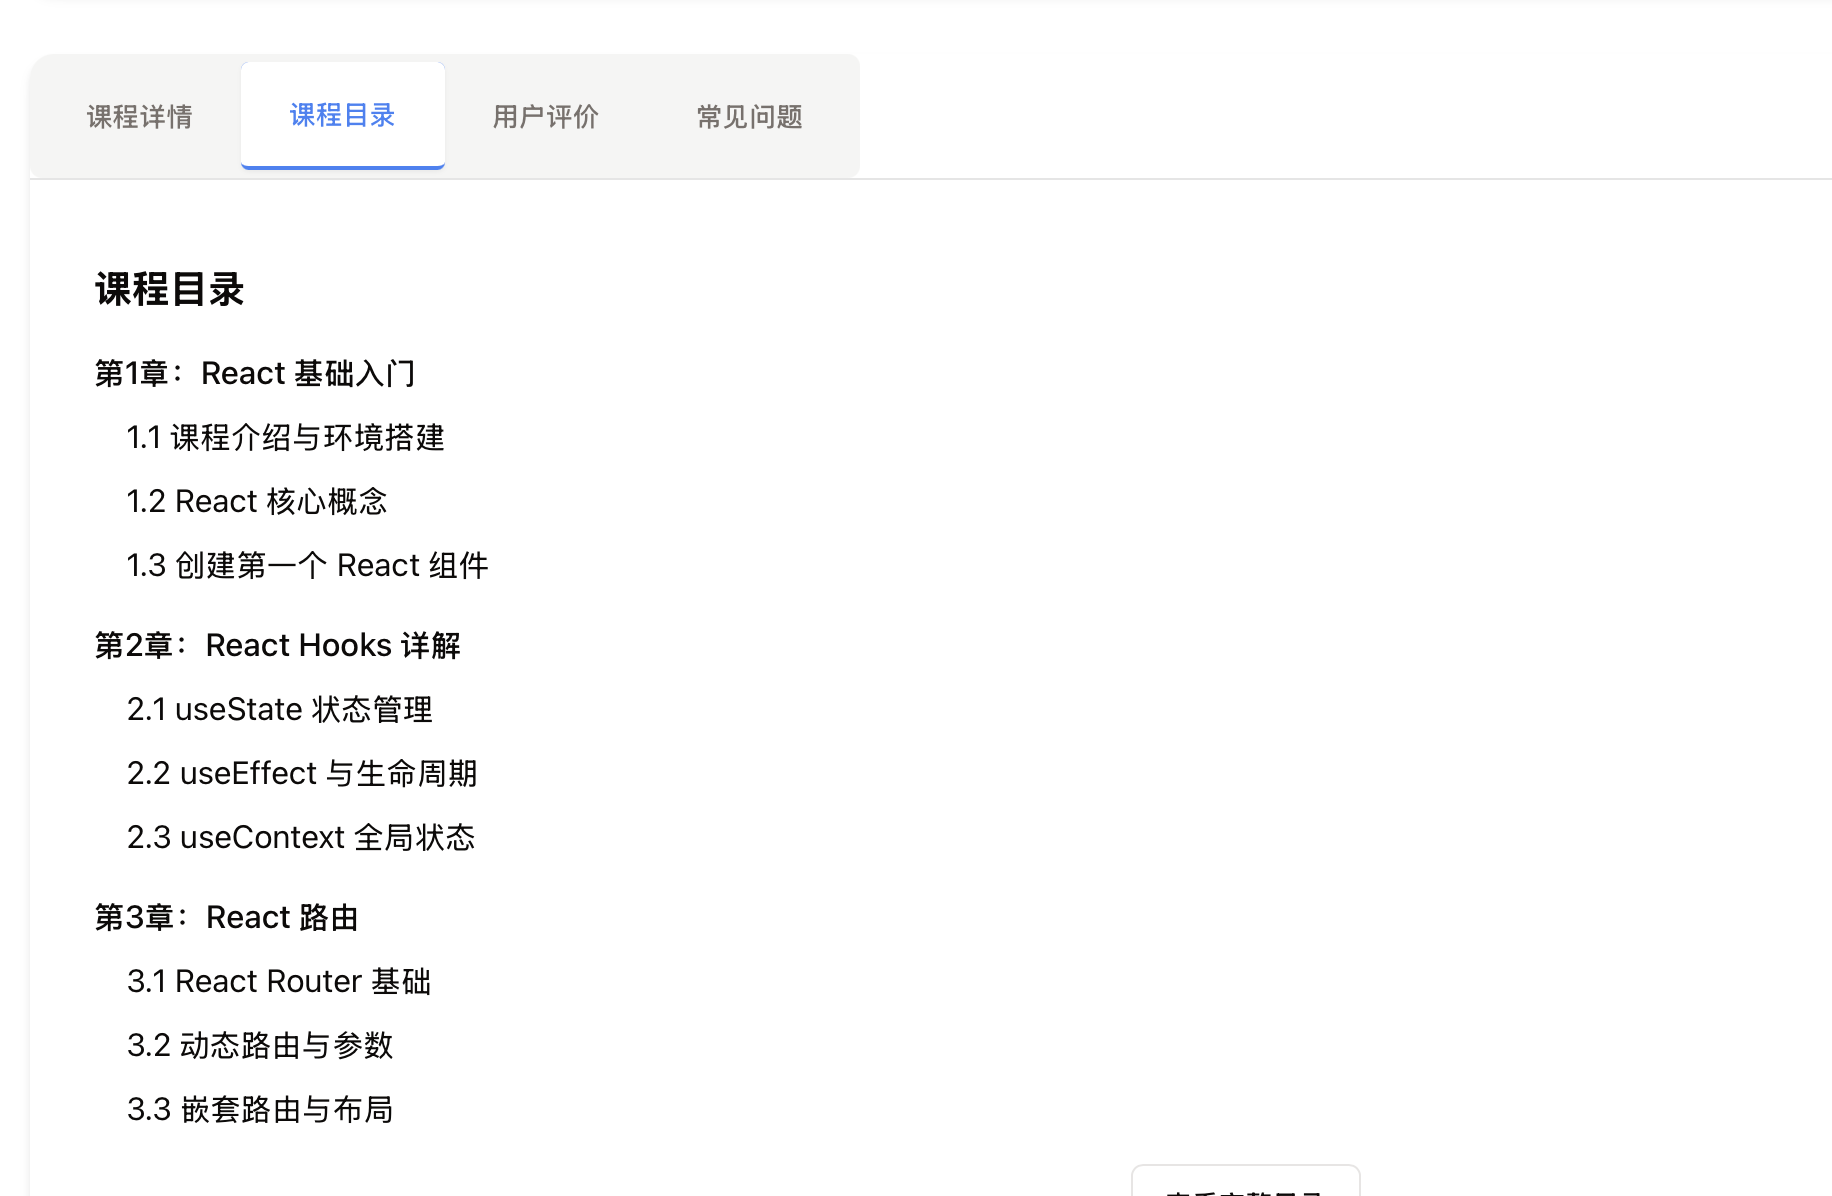 课程详情 课程目录 用户评价 常见问题
课程目录
第1章：React 基础入门
1.1 课程介绍与环境搭建
1.2 React 核心概念
1.3 创建第一个 React 组件
第2章：React Hooks 详解
2.1 useState 状态管理
2.2 useEffect 与生命周期
2.3 useContext 全局状态
第3章：React 路由
3.1 React Router 基础
3.2 动态路由与参数
3.3 嵌套路由与布局